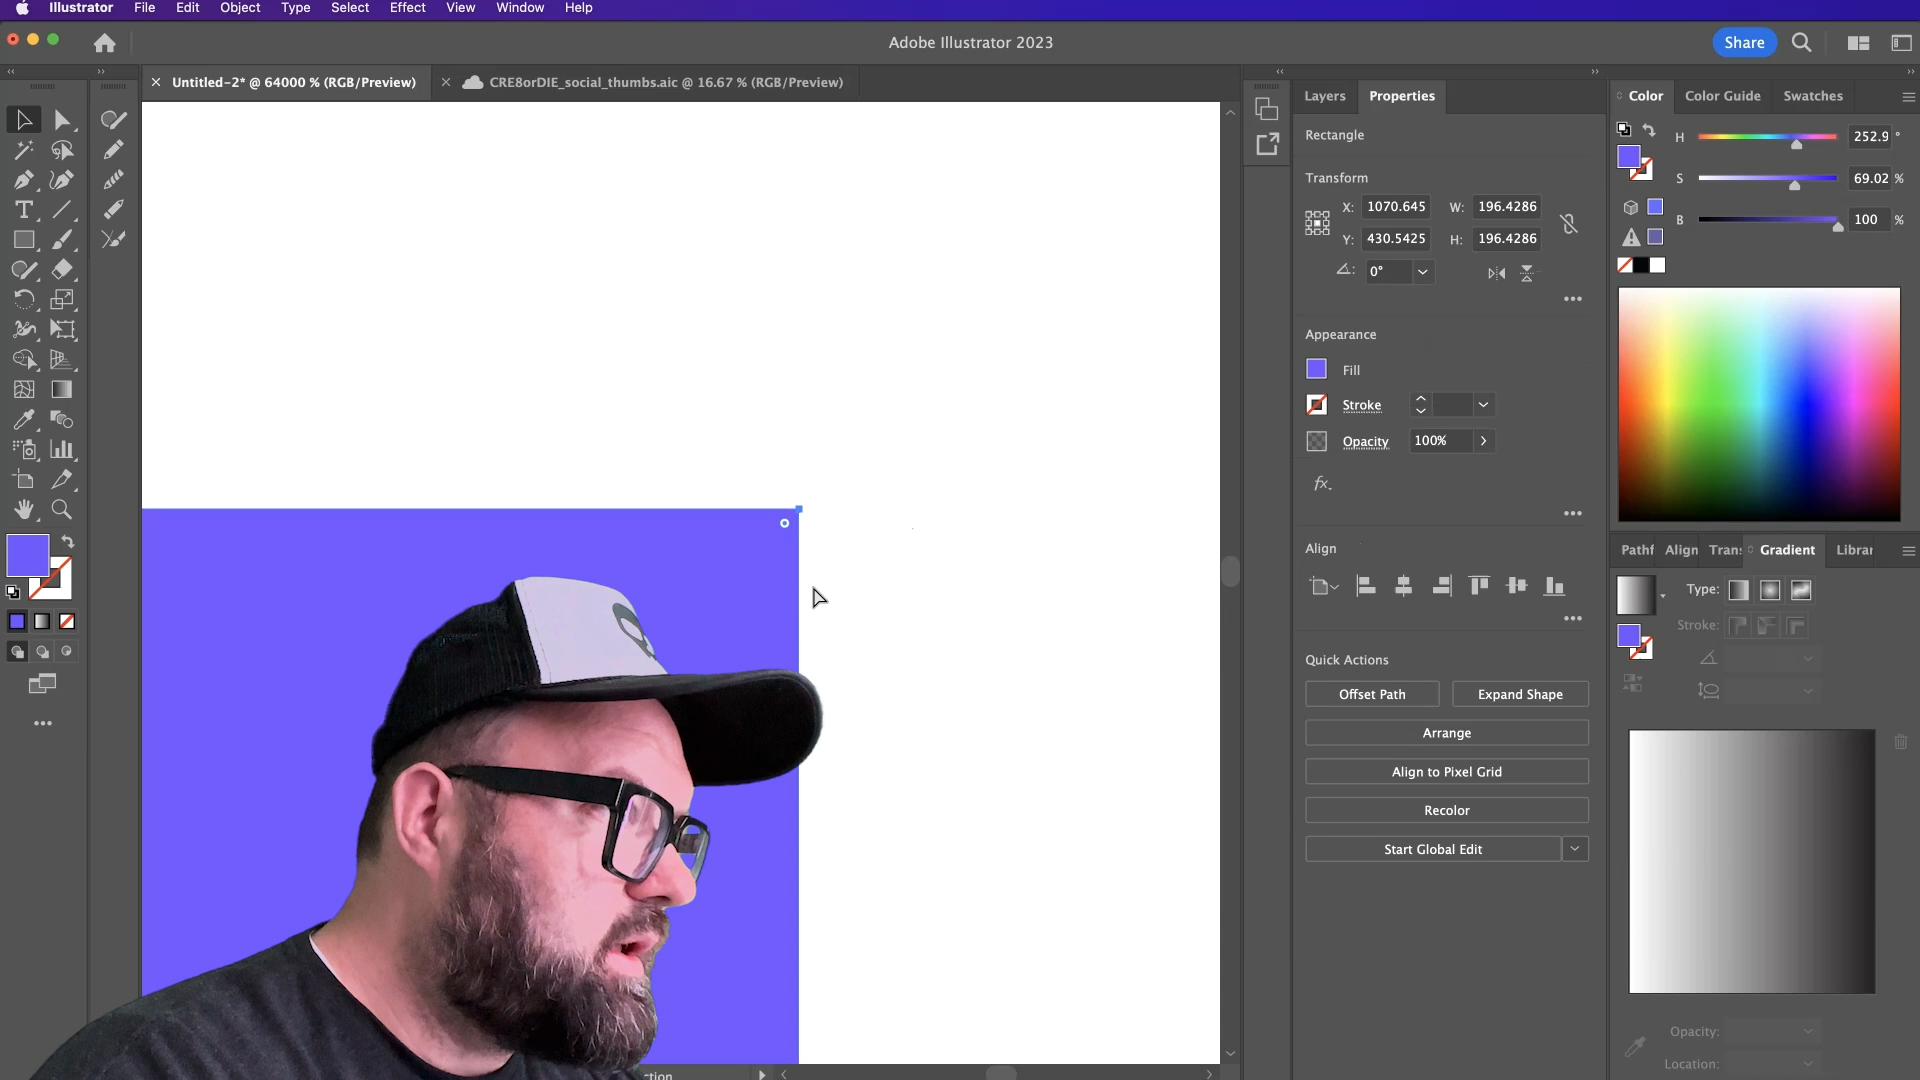 Illustrator File Edit Object Type Select Effect View Window Help
Adobe Illustrator 2023
Share
Untitled-2* @ 64000 % (RGB/Preview)
CRE8orDIE_social_thumbs.aic @ 16.67 % (RGB/Preview)
Layers Properties
Rectangle
Transform
X: 1070.645 W: 196.4286
Y: 430.5425 H: 196.4286
0°
Appearance
Fill
Stroke
Opacity 100%
fx
Align
Quick Actions
Offset Path Expand Shape
Arrange
Align to Pixel Grid
Recolor
Start Global Edit
Color Color Guide Swatches
H 252.9 °
S 69.02 %
B 100 %
Pathf Align Trans Gradient Librar
Type:
Stroke:
Opacity:
Location:
ction